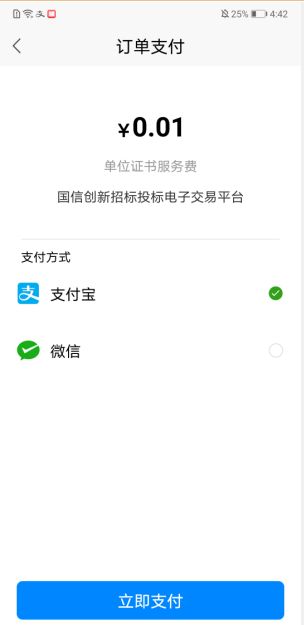 25% 4:42
订单支付
¥0.01
单位证书服务费
国信创新招标投标电子交易平台
支付方式
支付宝
微信
立即支付